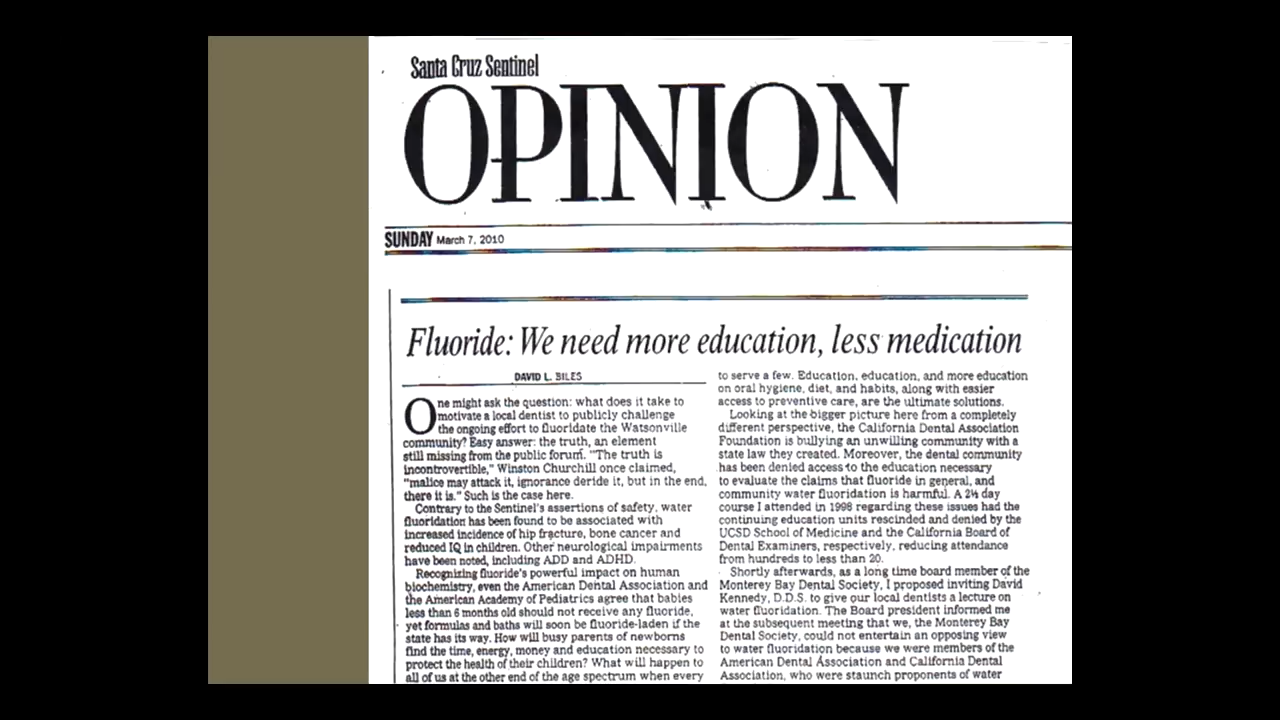 Santa Cruz Sentinel
OPINION
SUNDAY March 7, 2010
Fluoride: We need more education, less medication
DAVID L. BILES
One might ask the question: what does it take to
motivate a local dentist to publicly challenge
the ongoing effort to fluoridate the Watsonville
community? Easy answer: the truth, an element
still missing from the public forum. "The truth is
incontrovertible," Winston Churchill once claimed,
"malice may attack it, ignorance deride it, but in the end,
there it is." Such is the case here.
Contrary to the Sentinel's assertions of safety, water
fluoridation has been found to be associated with
increased incidence of hip fracture, bone cancer and
reduced IQ in children. Other neurological impairments
have been noted, including ADD and ADHD.
Recognizing fluoride's powerful impact on human
biochemistry, even the American Dental Association and
the American Academy of Pediatrics agree that babies
less than 6 months old should not receive any fluoride,
yet formulas and baths will soon be fluoride-laden if the
state has its way. How will busy parents of newborns
find the time, energy, money and education necessary to
protect the health of their children? What will happen to
all of us at the other end of the age spectrum when every
to serve a few. Education, education, and more education
on oral hygiene, diet, and habits, along with easier
access to preventive care, are the ultimate solutions.
Looking at the bigger picture here from a completely
different perspective, the California Dental Association
Foundation is bullying an unwilling community with a
state law they created. Moreover, the dental community
has been denied access to the education necessary
to evaluate the claims that fluoride in general, and
community water fluoridation is harmful. A 2½ day
course I attended in 1998 regarding these issues had the
continuing education units rescinded and denied by the
UCSD School of Medicine and the California Board of
Dental Examiners, respectively, reducing attendance
from hundreds to less than 20.
Shortly afterwards, as a long time board member of the
Monterey Bay Dental Society, I proposed inviting David
Kennedy, D.D.S. to give our local dentists a lecture on
water fluoridation. The Board president informed me
at the subsequent meeting that we, the Monterey Bay
Dental Society, could not entertain an opposing view
to water fluoridation because we were members of the
American Dental Association and California Dental
Association, who were staunch proponents of water